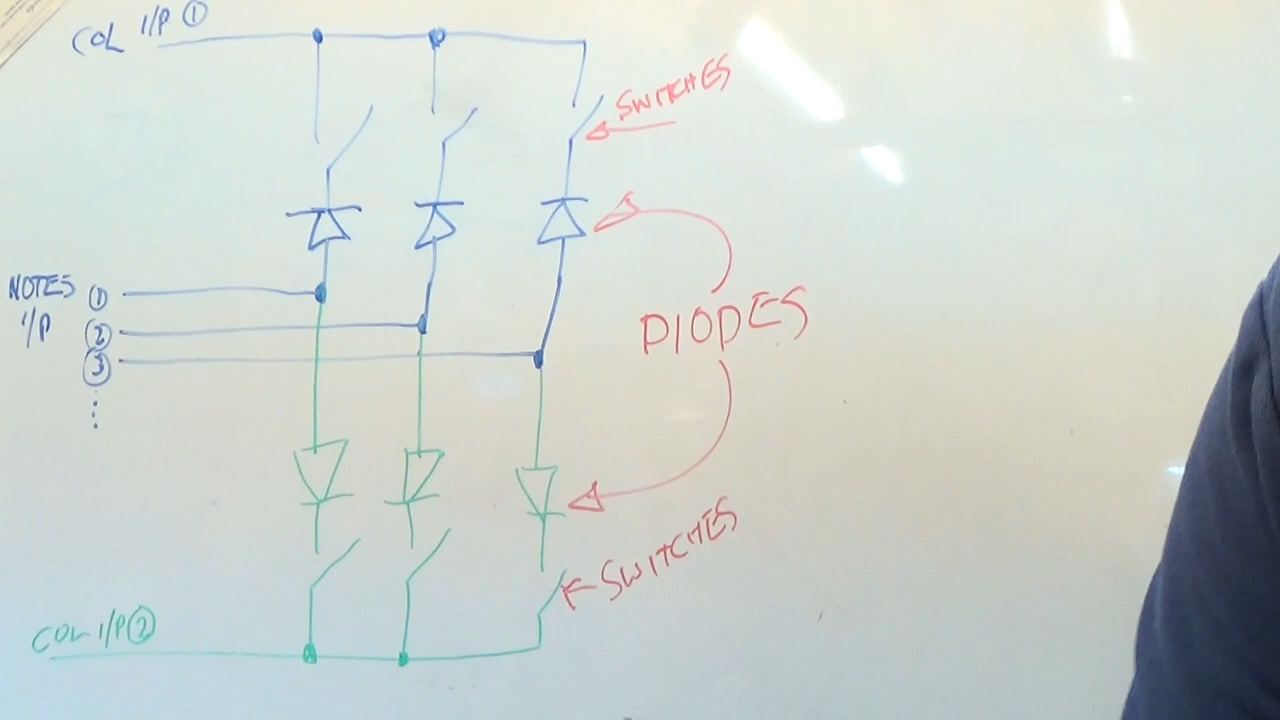 COL I/P ①
SWITCHES
NOTES ①
I/P ②
③
⋮
DIODES
SWITCHES
COL I/P ②